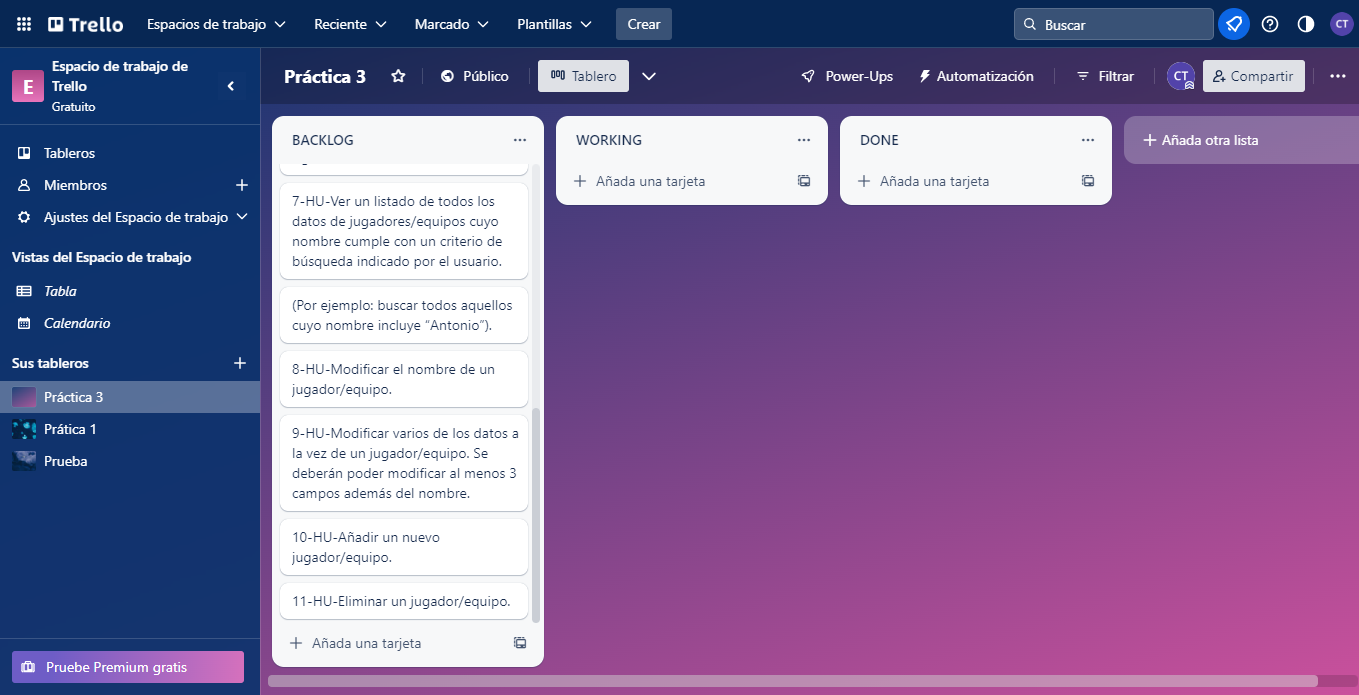 Trello
Espacios de trabajo
Reciente
Marcado
Plantillas
Crear
Buscar
CT
E
Espacio de trabajo de
Trello
Gratuito
Tableros
Miembros
Ajustes del Espacio de trabajo
Vistas del Espacio de trabajo
Tabla
Calendario
Sus tableros
Práctica 3
Prática 1
Prueba
Pruebe Premium gratis
Práctica 3
Público
Tablero
Power-Ups
Automatización
Filtrar
CT
Compartir
BACKLOG
7-HU-Ver un listado de todos los
datos de jugadores/equipos cuyo
nombre cumple con un criterio de
búsqueda indicado por el usuario.
(Por ejemplo: buscar todos aquellos
cuyo nombre incluye “Antonio”).
8-HU-Modificar el nombre de un
jugador/equipo.
9-HU-Modificar varios de los datos a
la vez de un jugador/equipo. Se
deberán poder modificar al menos 3
campos además del nombre.
10-HU-Añadir un nuevo
jugador/equipo.
11-HU-Eliminar un jugador/equipo.
Añada una tarjeta
WORKING
Añada una tarjeta
DONE
Añada una tarjeta
Añada otra lista